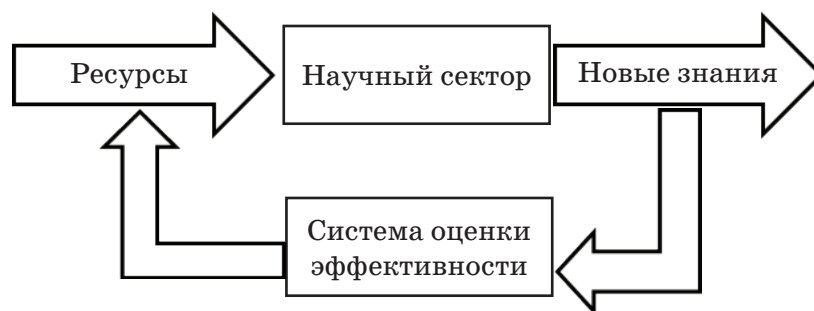 Ресурсы
Научный сектор
Новые знания
Система оценки
эффективности